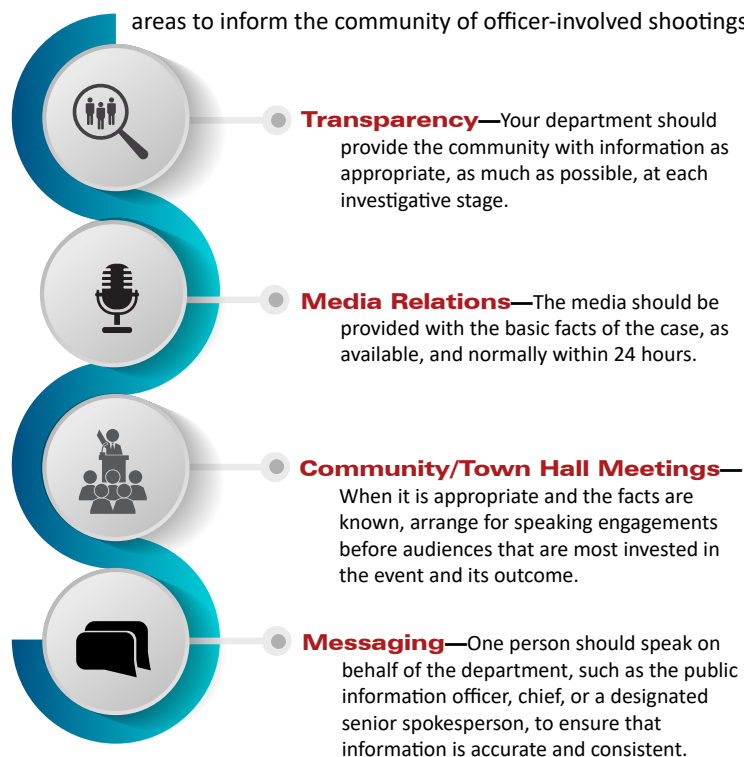 areas to inform the community of officer-involved shootings
Transparency—Your department should
provide the community with information as
appropriate, as much as possible, at each
investigative stage.
Media Relations—The media should be
provided with the basic facts of the case, as
available, and normally within 24 hours.
Community/Town Hall Meetings—
When it is appropriate and the facts are
known, arrange for speaking engagements
before audiences that are most invested in
the event and its outcome.
Messaging—One person should speak on
behalf of the department, such as the public
information officer, chief, or a designated
senior spokesperson, to ensure that
information is accurate and consistent.